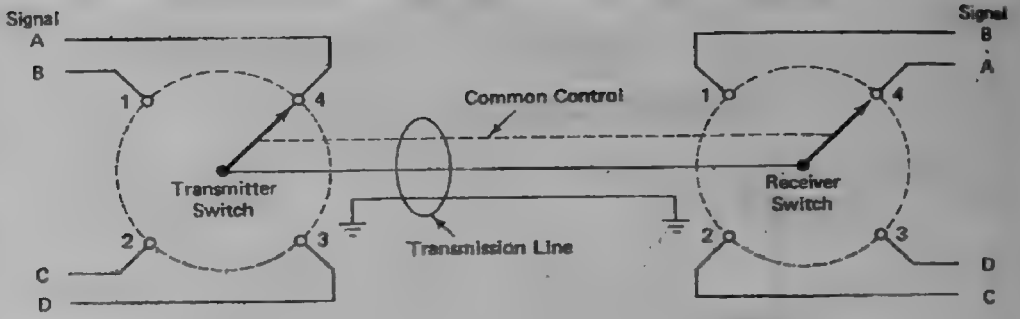 Signal
A
B
1
4
Transmitter
Switch
2
3
C
D
Common Control
Transmission Line
Signal
B
A
1
4
Receiver
Switch
2
3
D
C